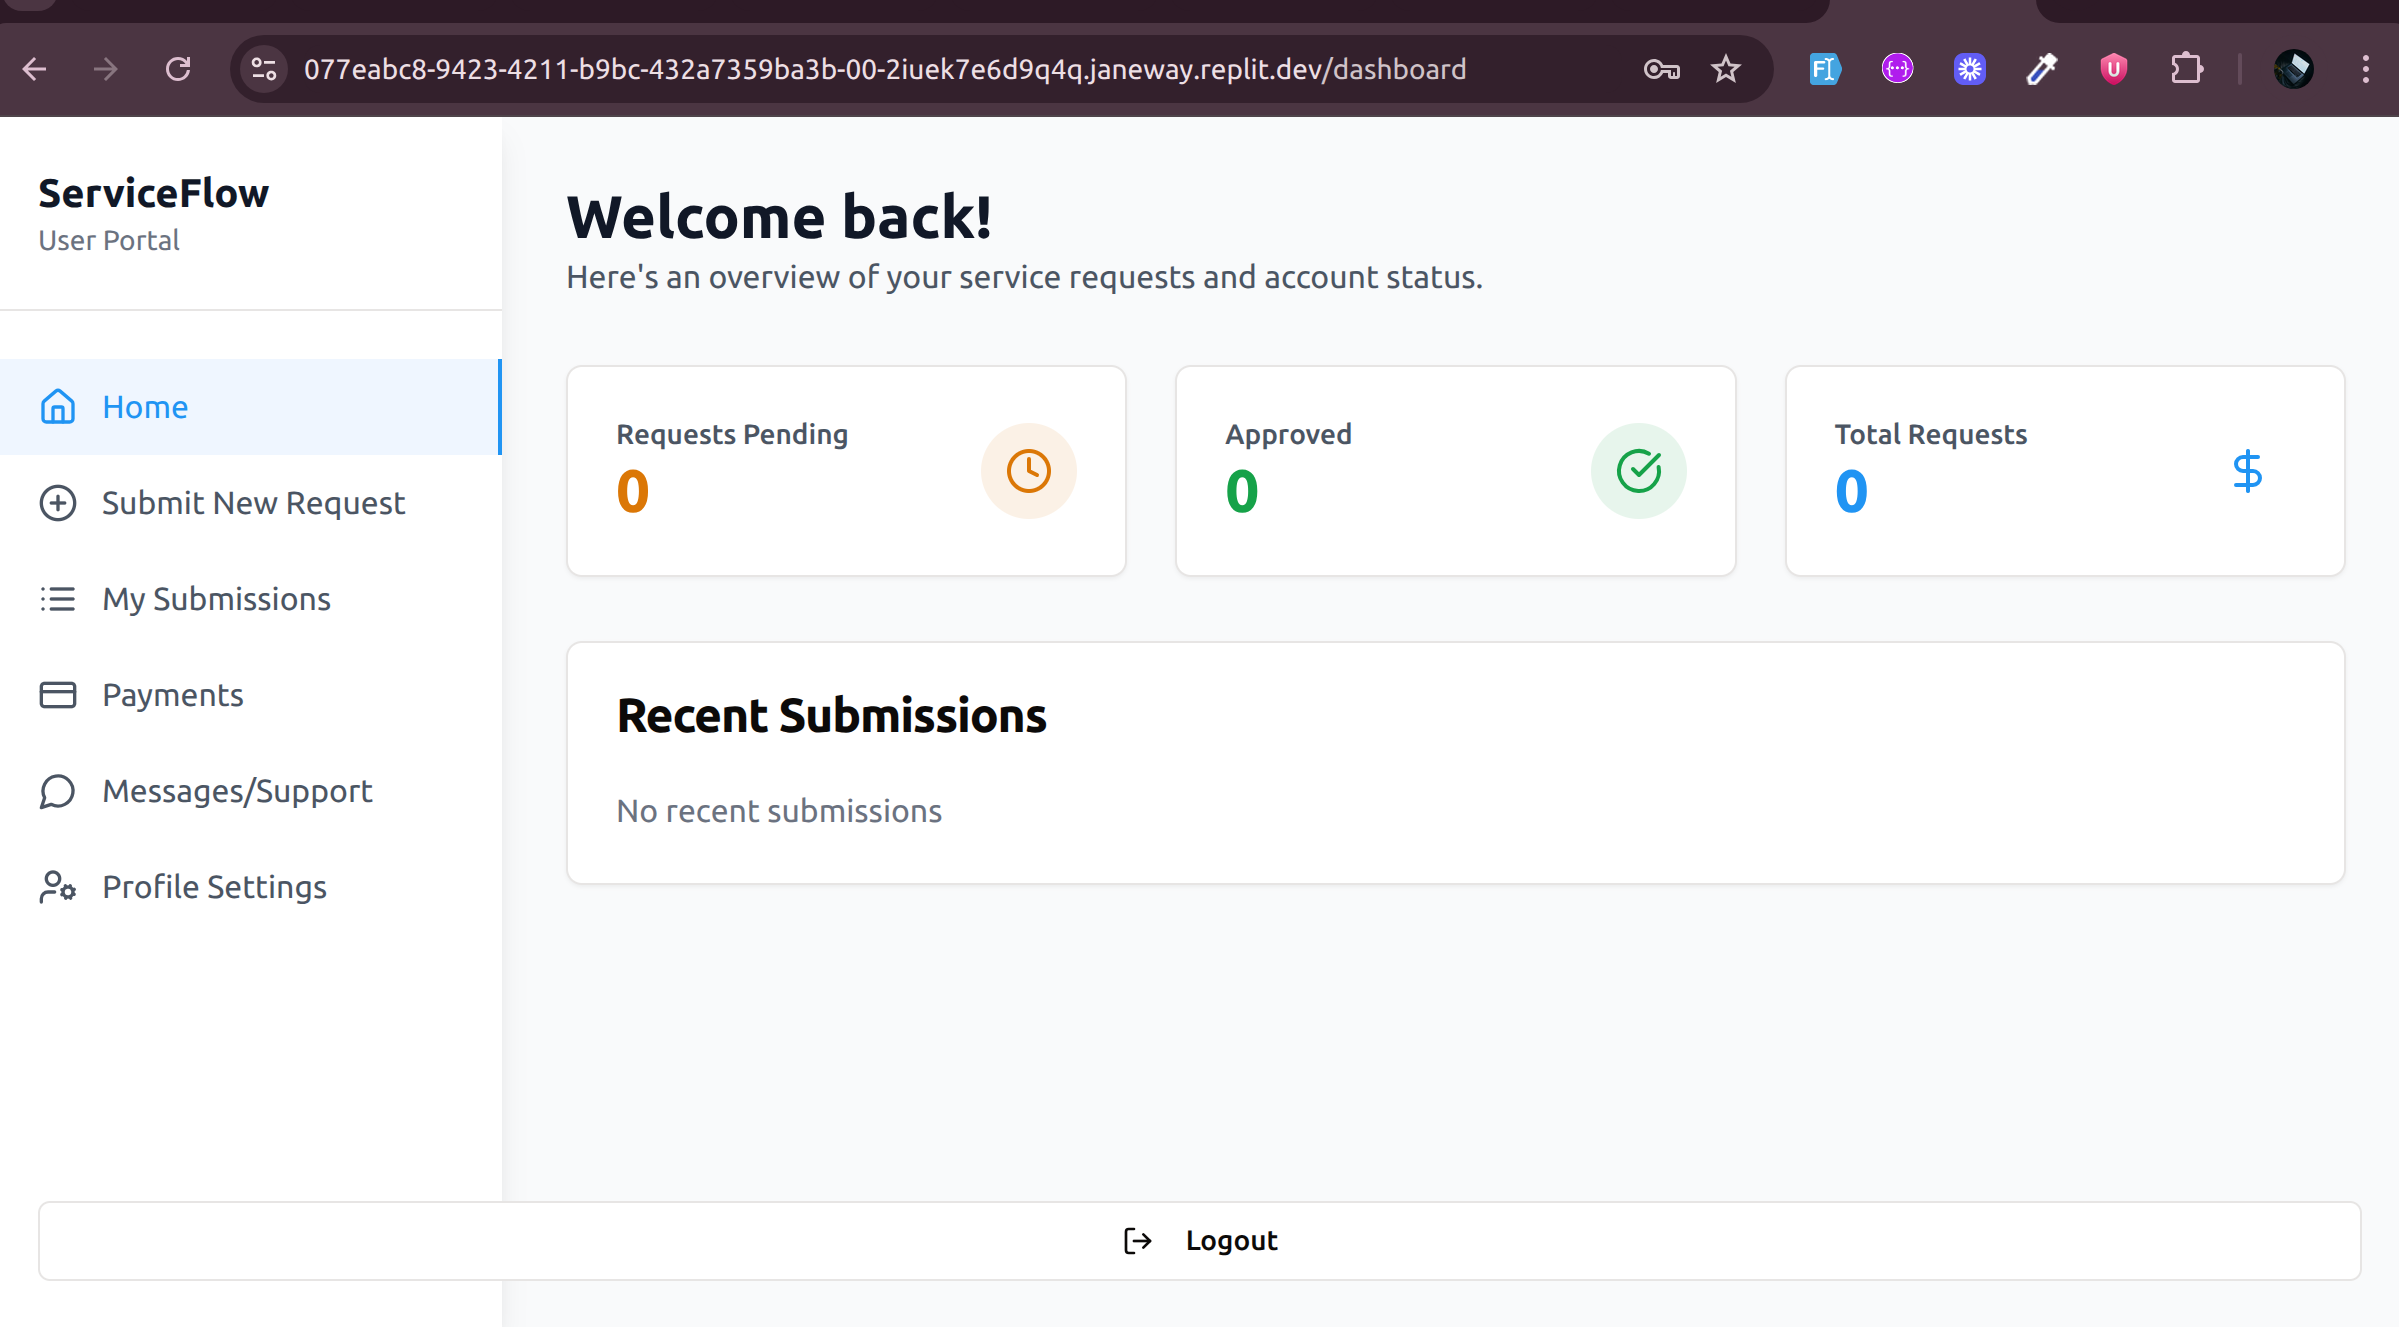 077eabc8-9423-4211-b9bc-432a7359ba3b-00-2iuek7e6d9q4q.janeway.replit.dev/dashboard
ServiceFlow
User Portal
Home
Submit New Request
My Submissions
Payments
Messages/Support
Profile Settings
Welcome back!
Here's an overview of your service requests and account status.
Requests Pending
0
Approved
0
Total Requests
0
Recent Submissions
No recent submissions
Logout